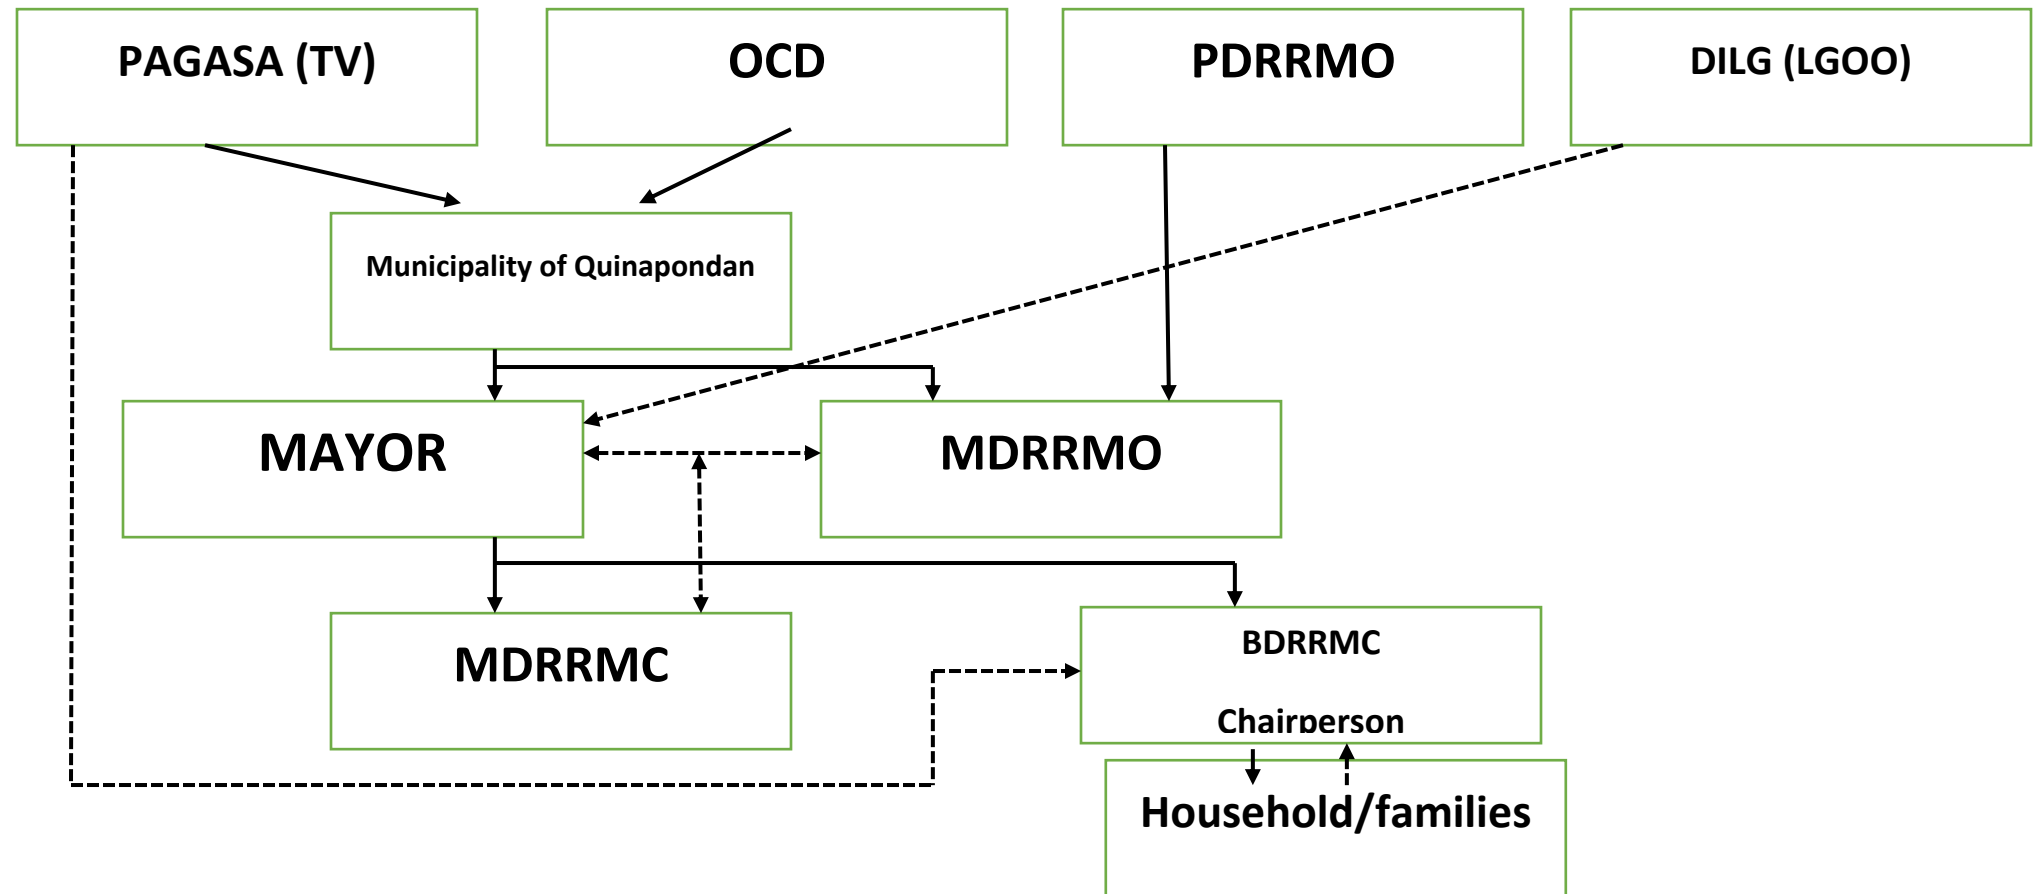 PAGASA (TV)
OCD
PDRRMO
DILG (LGOO)
Municipality of Quinapondan
MAYOR
MDRRMO
MDRRMC
BDRRMC
Chairperson
Household/families